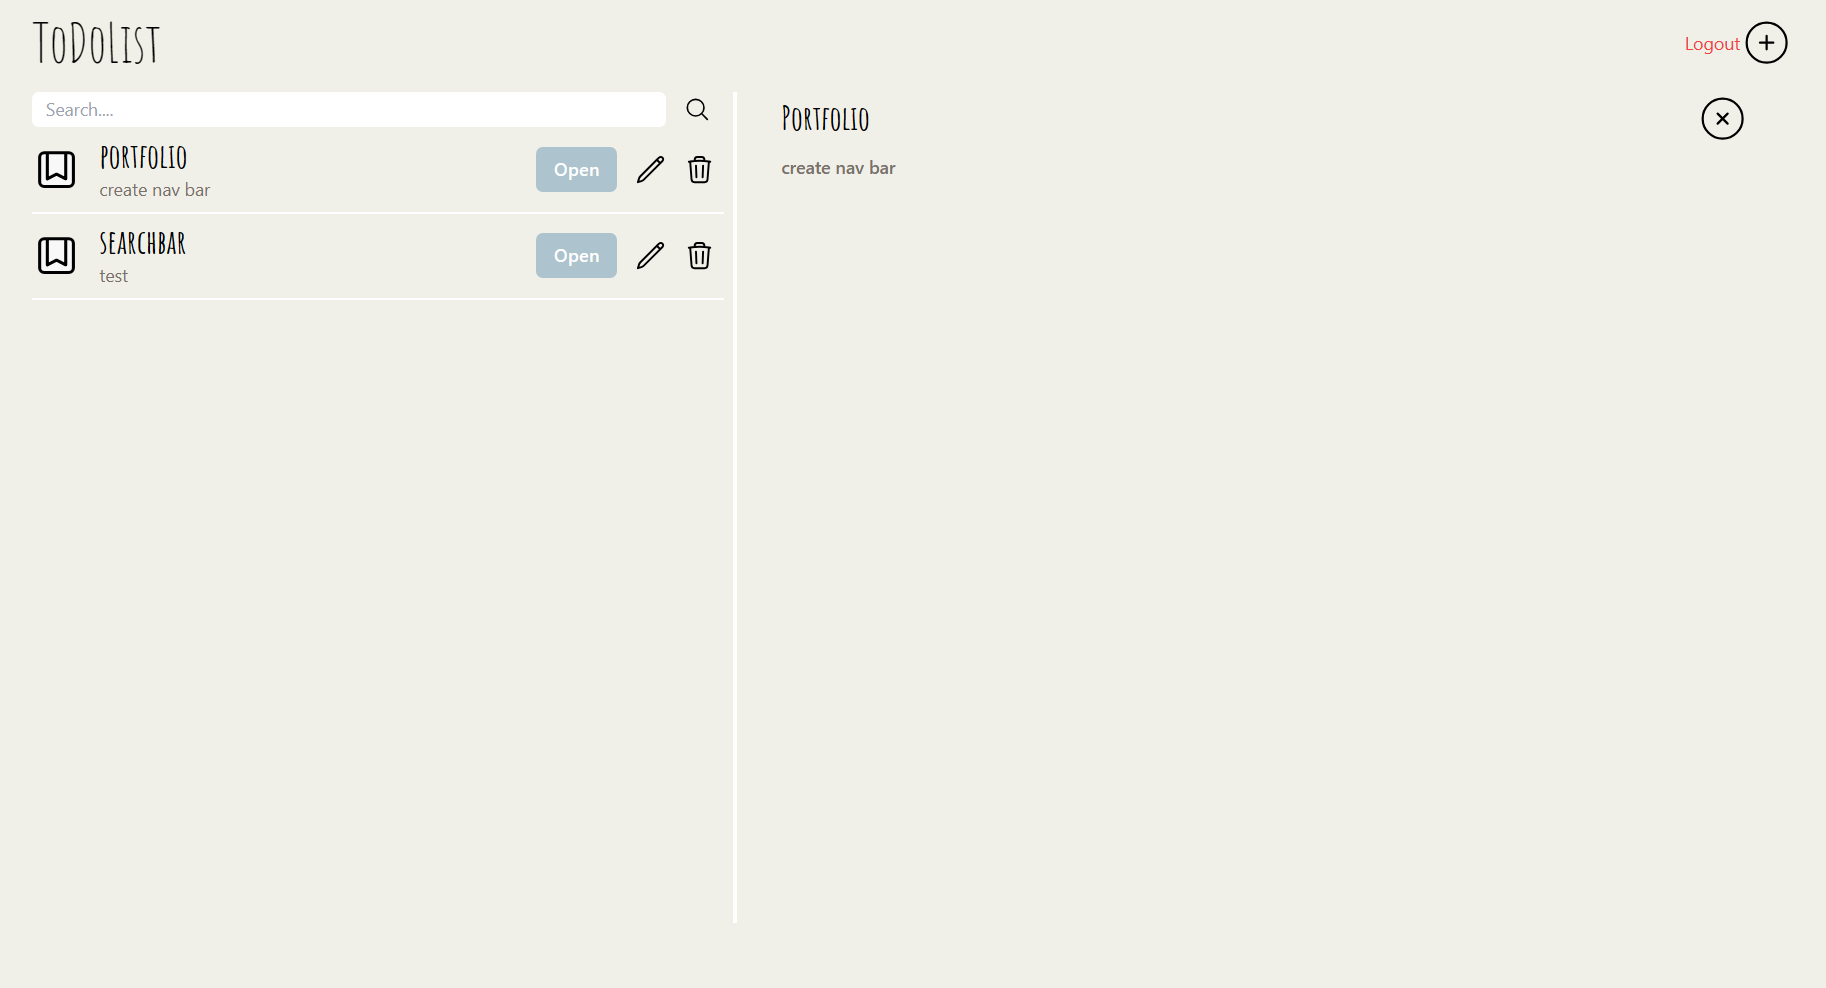 ToDoList
Logout
Search....
Portfolio
create nav bar
Open
searchbar
test
Open
Portfolio
create nav bar